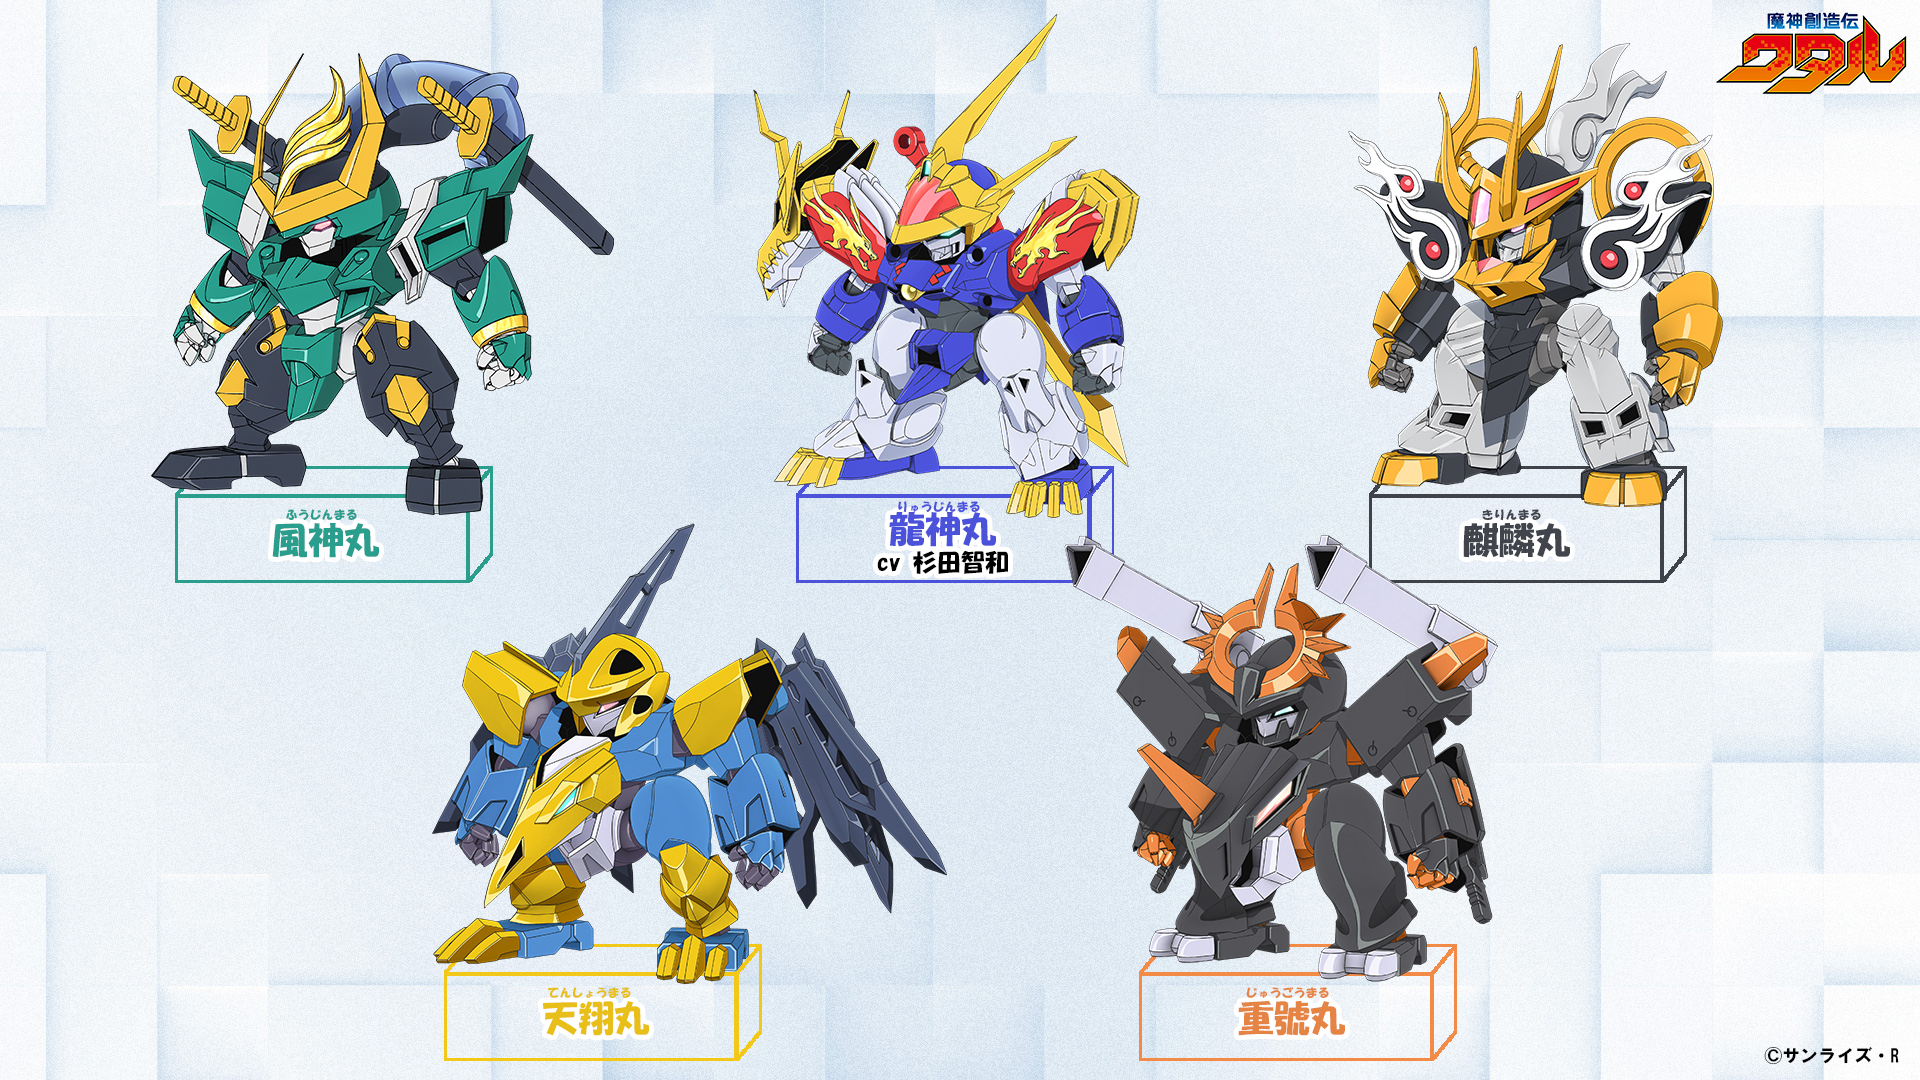 魔神創造伝
ワタル
ふうじんまる
風神丸
りゅうじんまる
龍神丸
cv 杉田智和
きりんまる
麒麟丸
てんしょうまる
天翔丸
じゅうごうまる
重號丸
©サンライズ・R